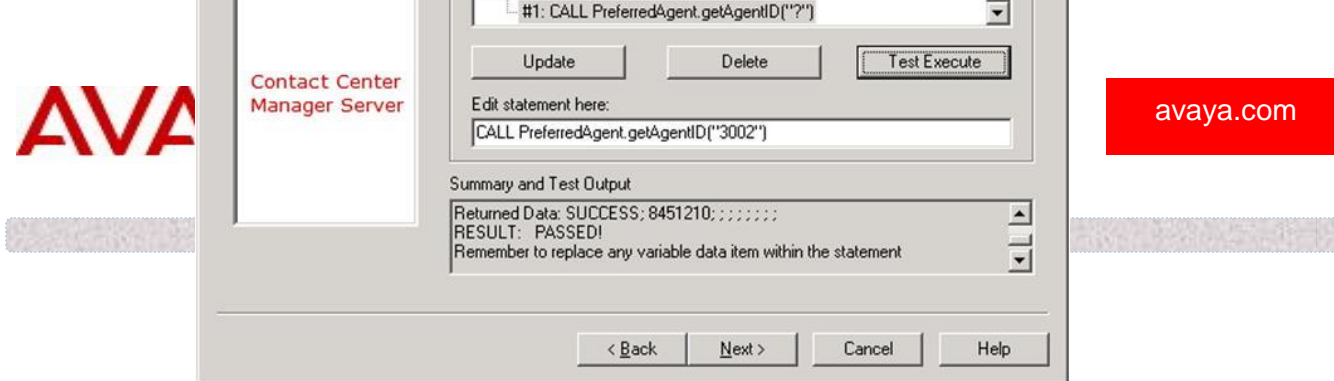 #1: CALL PreferredAgent.getAgentID("?")
Update Delete Test Execute
Contact Center
Manager Server
Edit statement here:
CALL PreferredAgent.getAgentID("3002")
AVA
avaya.com
Summary and Test Output
Returned Data: SUCCESS; 8451210; ; ; ; ; ; ; ;
RESULT: PASSED!
Remember to replace any variable data item within the statement
< Back Next > Cancel Help